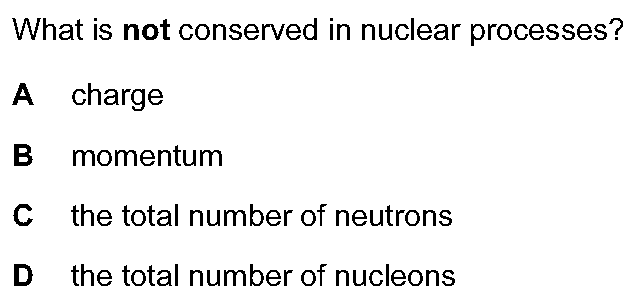 What is not conserved in nuclear processes?
A charge
B momentum
C the total number of neutrons
D the total number of nucleons